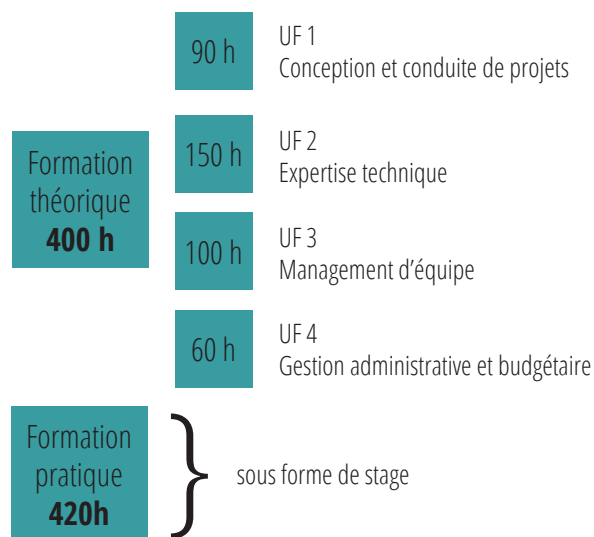 90 h
UF 1
Conception et conduite de projets
Formation
théorique
400 h
150 h
UF 2
Expertise technique
100 h
UF 3
Management d'équipe
60 h
UF 4
Gestion administrative et budgétaire
Formation
pratique
420h
sous forme de stage